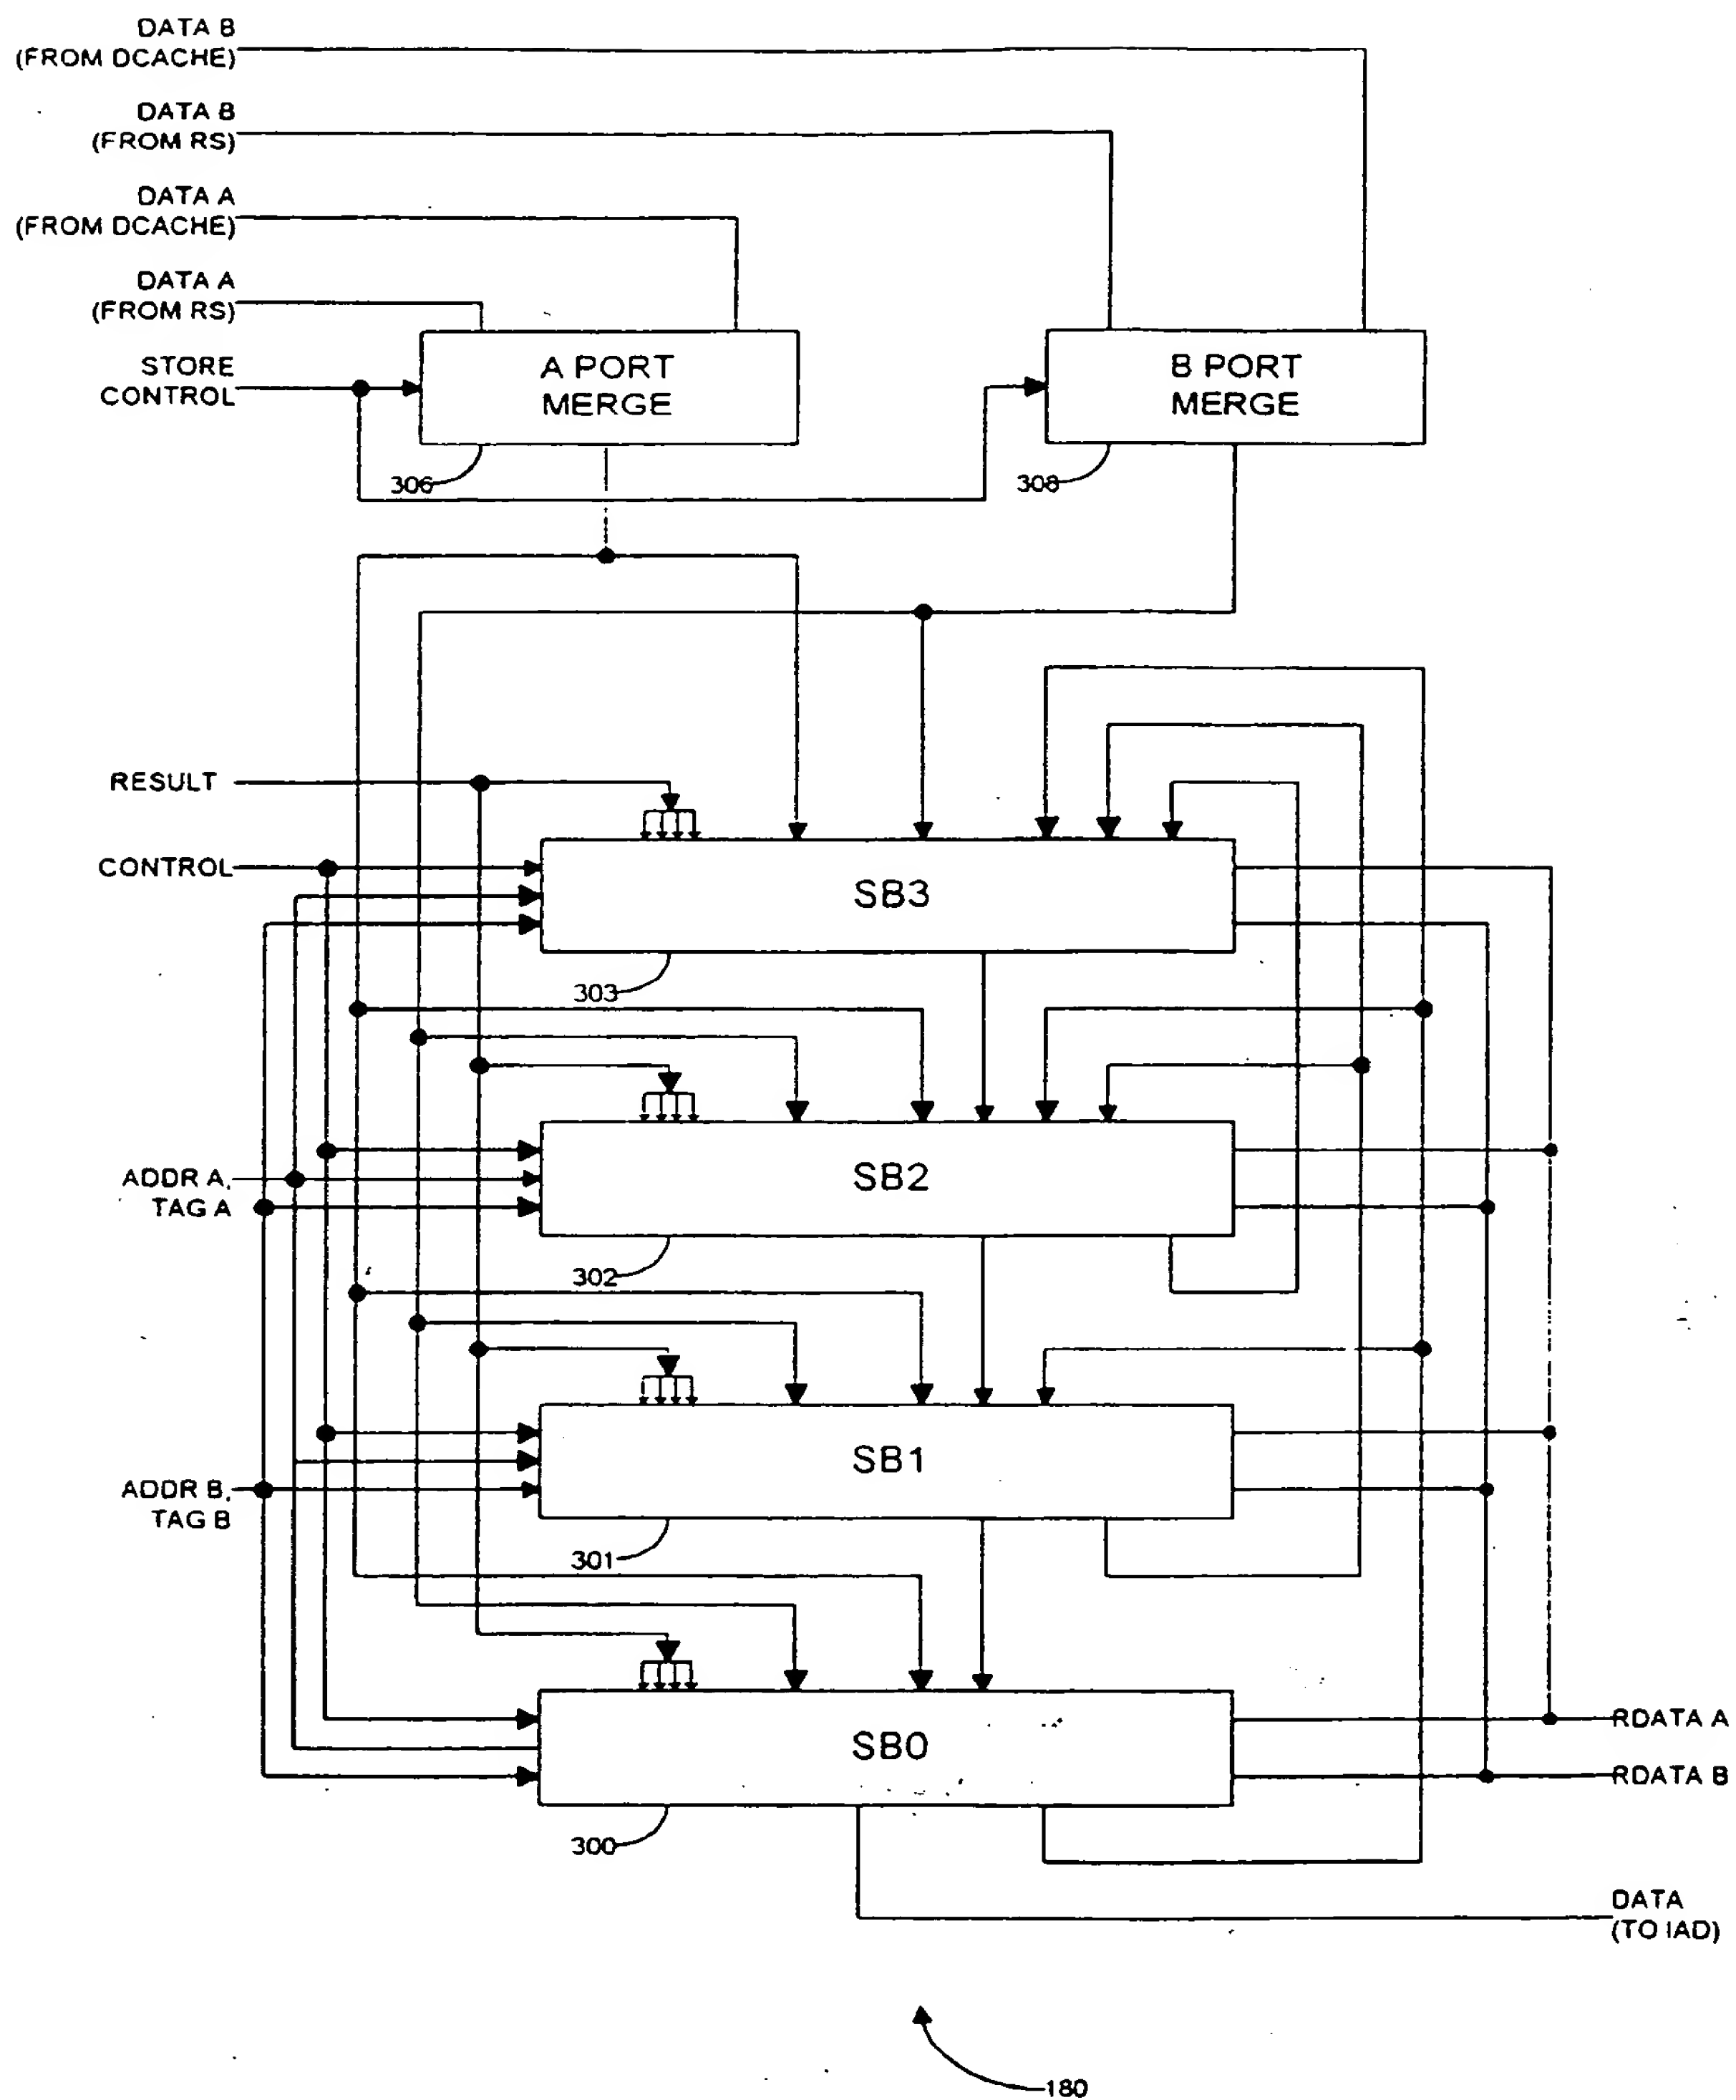 DATA B
(FROM DCACHE)
DATA B
(FROM RS)
DATA A
(FROM DCACHE)
DATA A
(FROM RS)
STORE
CONTROL
A PORT
MERGE
B PORT
MERGE
306
308
RESULT
CONTROL
SB3
303
ADDR A,
TAG A
SB2
302
ADDR B,
TAG B
SB1
301
SB0
RDATA A
RDATA B
300
DATA
(TO IAD)
180